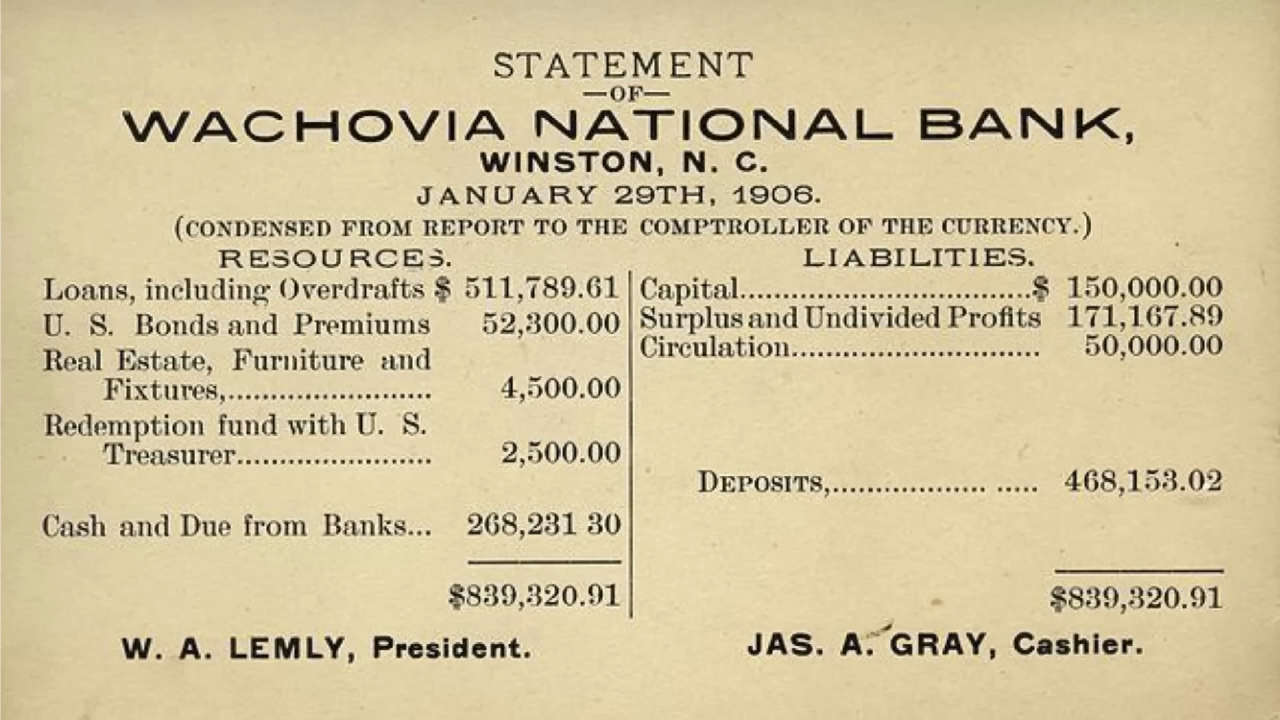 STATEMENT
—OF—
WACHOVIA NATIONAL BANK,
WINSTON, N. C.
JANUARY 29TH, 1906.
(CONDENSED FROM REPORT TO THE COMPTROLLER OF THE CURRENCY.)
RESOURCES.
Loans, including Overdrafts $ 511,789.61
U. S. Bonds and Premiums 52,300.00
Real Estate, Furniture and
Fixtures,........................ 4,500.00
Redemption fund with U. S.
Treasurer....................... 2,500.00
Cash and Due from Banks... 268,231 30
$839,320.91
W. A. LEMLY, President.
LIABILITIES.
Capital..................................$ 150,000.00
Surplus and Undivided Profits 171,167.89
Circulation............................. 50,000.00
DEPOSITS,.................. ..... 468,153.02
$839,320.91
JAS. A. GRAY, Cashier.